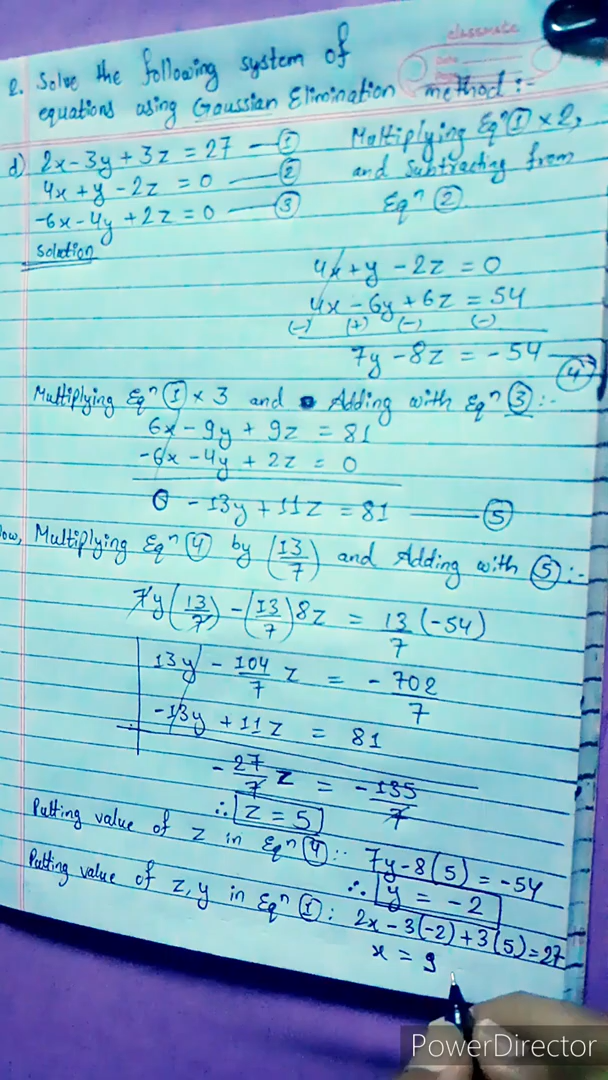 classmate
2. Solve the following system of
equations using Gaussian Elimination method :-
d) 2x - 3y + 3z = 27 — ①
4x + y - 2z = 0 — ②
-6x - 4y + 2z = 0 — ③
Solution
Multiplying Eqⁿ ① × 2,
and Subtracting from
Eqⁿ ②
4x + y - 2z = 0
4x - 6y + 6z = 54
(-) (+) (-) (-)
7y - 8z = -54 — ④
Multiplying Eqⁿ ① × 3 and Adding with Eqⁿ ③ :-
6x - 9y + 9z = 81
-6x - 4y + 2z = 0
0 - 13y + 11z = 81 — ⑤
Now, Multiplying Eqⁿ ④ by (13/7) and Adding with ⑤ :-
7y(13/7) - (13/7)8z = 13/7 (-54)
13y - 104/7 z = - 702/7
-13y + 11z = 81
- 27/7 z = - 135/7
∴ z = 5
Putting value of z in Eqⁿ ④ :- 7y - 8(5) = -54
∴ y = -2
Putting value of z, y in Eqⁿ ① : 2x - 3(-2) + 3(5) = 27
x = 9
PowerDirector